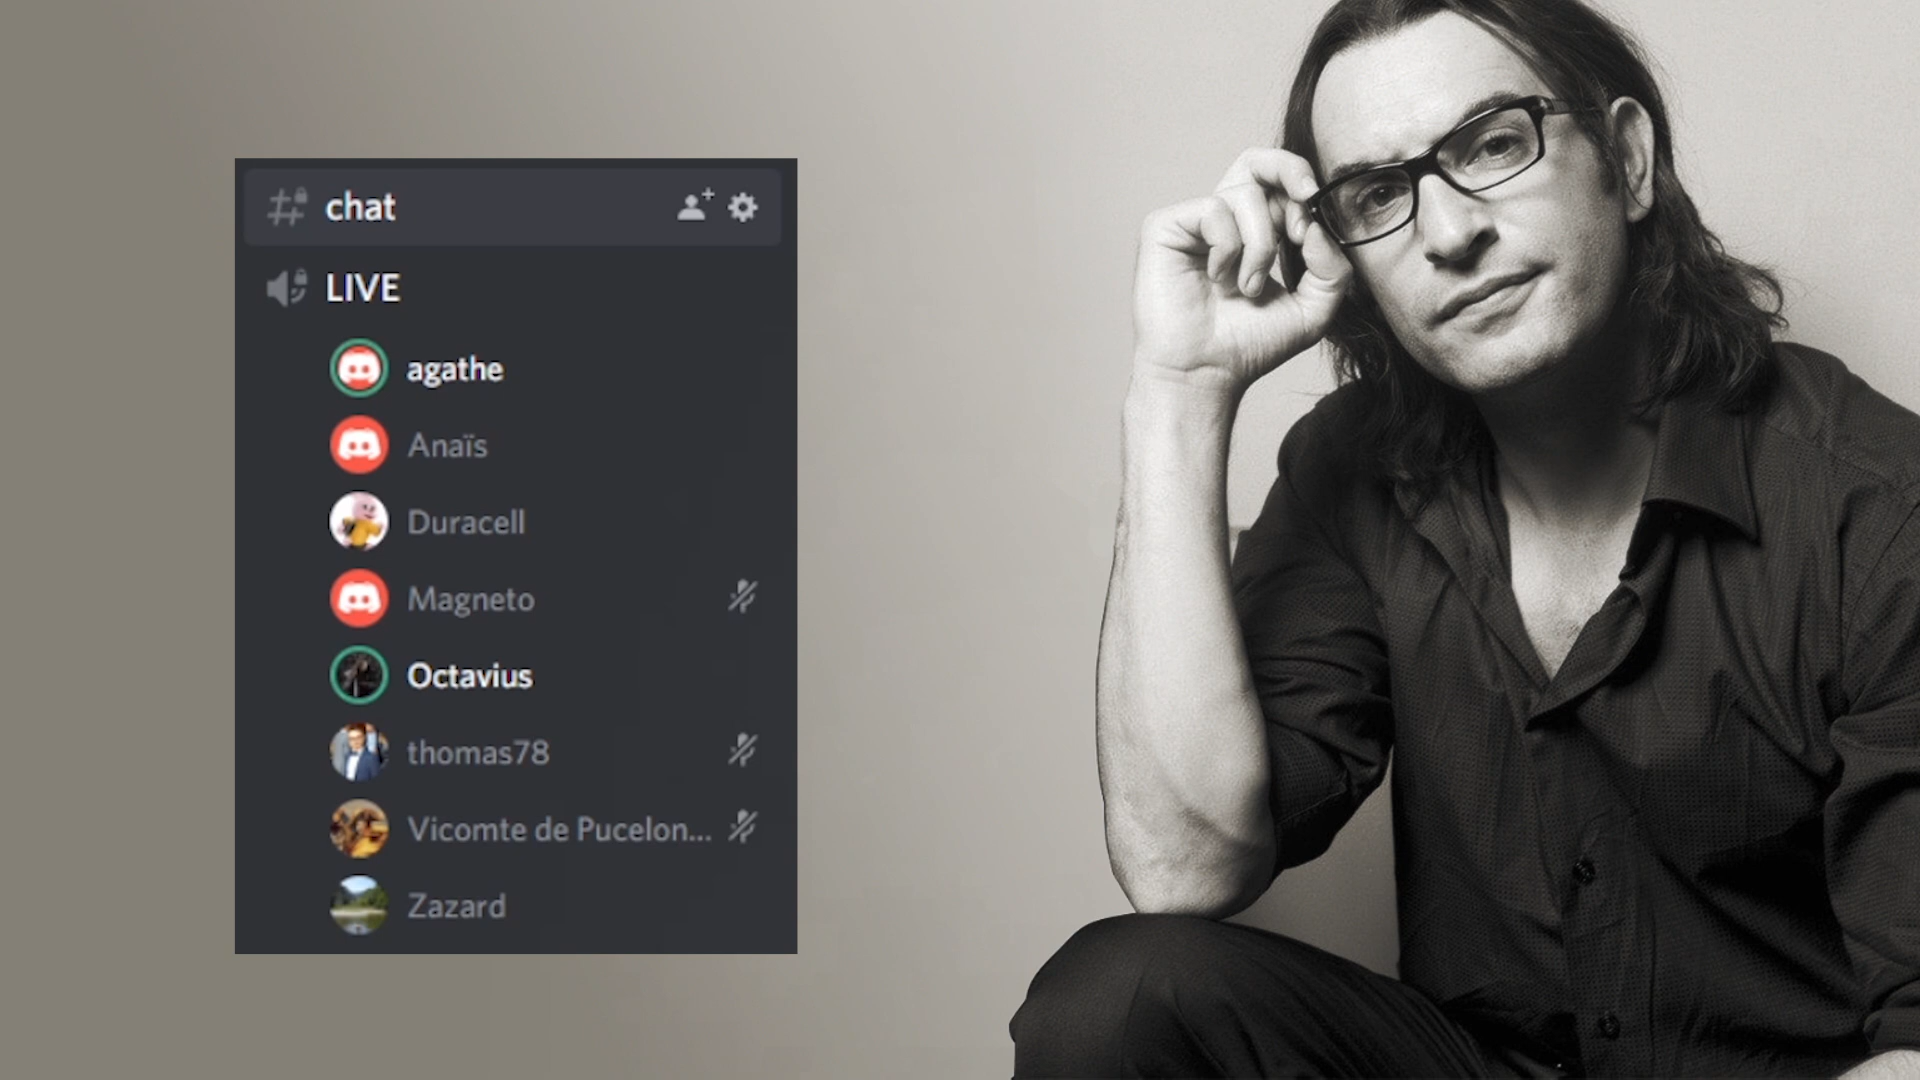 chat
LIVE
agathe
Anaïs
Duracell
Magneto
Octavius
thomas78
Vicomte de Pucelon...
Zazard